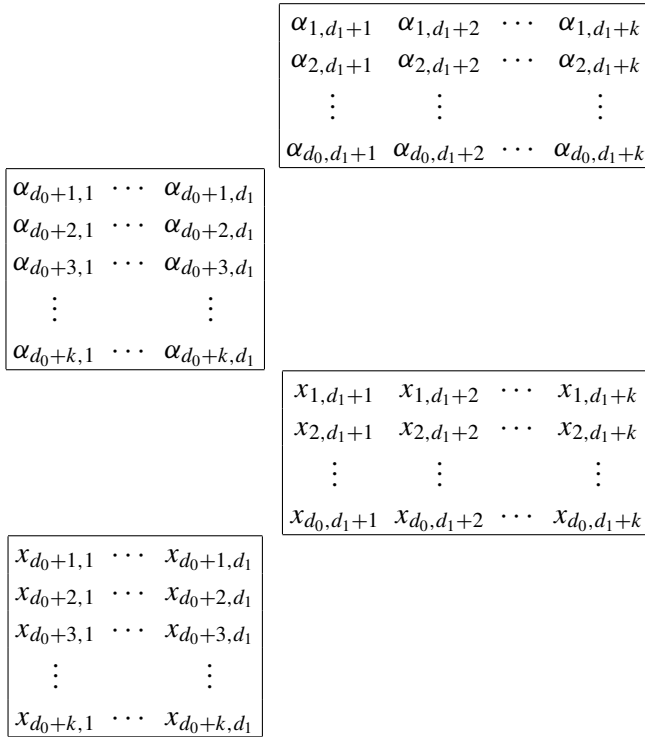 α_{1,d_1+1} α_{1,d_1+2} ⋯ α_{1,d_1+k}
α_{2,d_1+1} α_{2,d_1+2} ⋯ α_{2,d_1+k}
⋮ ⋮ ⋮
α_{d_0,d_1+1} α_{d_0,d_1+2} ⋯ α_{d_0,d_1+k}
α_{d_0+1,1} ⋯ α_{d_0+1,d_1}
α_{d_0+2,1} ⋯ α_{d_0+2,d_1}
α_{d_0+3,1} ⋯ α_{d_0+3,d_1}
⋮ ⋮
α_{d_0+k,1} ⋯ α_{d_0+k,d_1}
x_{1,d_1+1} x_{1,d_1+2} ⋯ x_{1,d_1+k}
x_{2,d_1+1} x_{2,d_1+2} ⋯ x_{2,d_1+k}
⋮ ⋮ ⋮
x_{d_0,d_1+1} x_{d_0,d_1+2} ⋯ x_{d_0,d_1+k}
x_{d_0+1,1} ⋯ x_{d_0+1,d_1}
x_{d_0+2,1} ⋯ x_{d_0+2,d_1}
x_{d_0+3,1} ⋯ x_{d_0+3,d_1}
⋮ ⋮
x_{d_0+k,1} ⋯ x_{d_0+k,d_1}